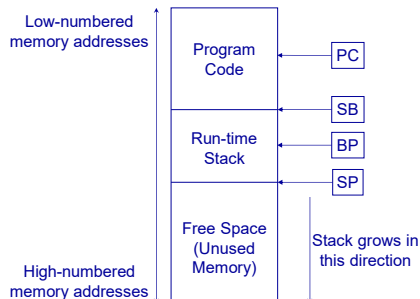 Low-numbered
memory addresses
Program
Code
PC
SB
Run-time
Stack
BP
SP
Free Space
(Unused
Memory)
Stack grows in
this direction
High-numbered
memory addresses